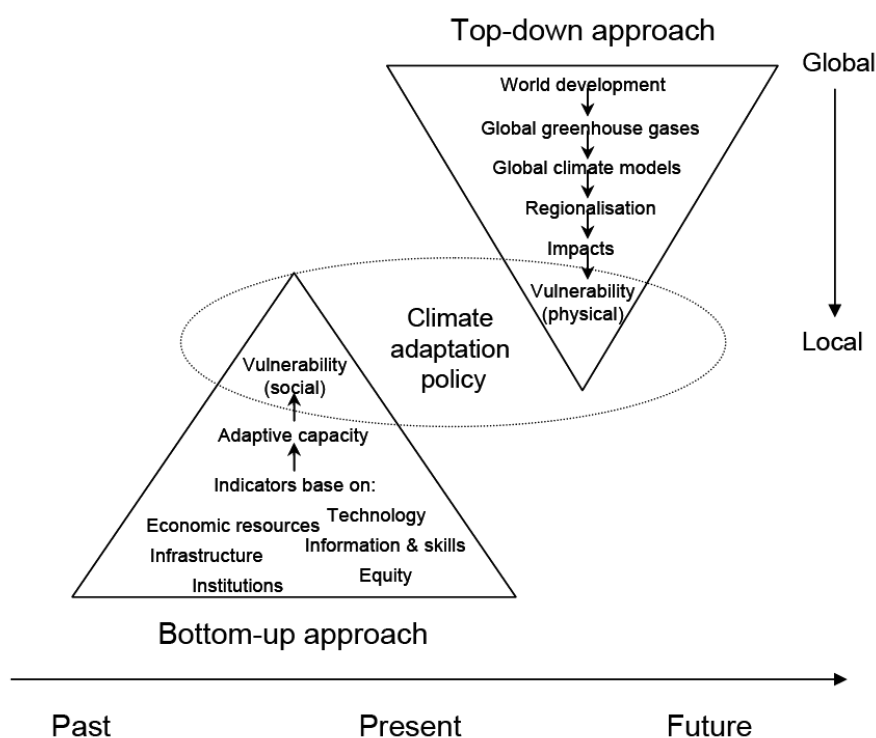 Top-down approach
Global
World development
Global greenhouse gases
Global climate models
Regionalisation
Impacts
Vulnerability
(physical)
Local
Climate
adaptation
policy
Vulnerability
(social)
Adaptive capacity
Indicators base on:
Economic resources
Technology
Infrastructure
Information & skills
Institutions
Equity
Bottom-up approach
Past
Present
Future